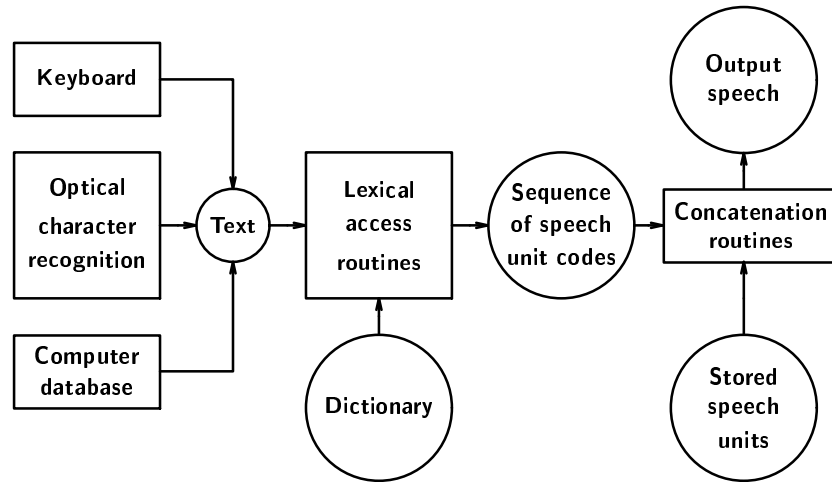 Keyboard
Optical
character
recognition
Computer
database
Text
Lexical
access
routines
Dictionary
Sequence
of speech
unit codes
Output
speech
Concatenation
routines
Stored
speech
units